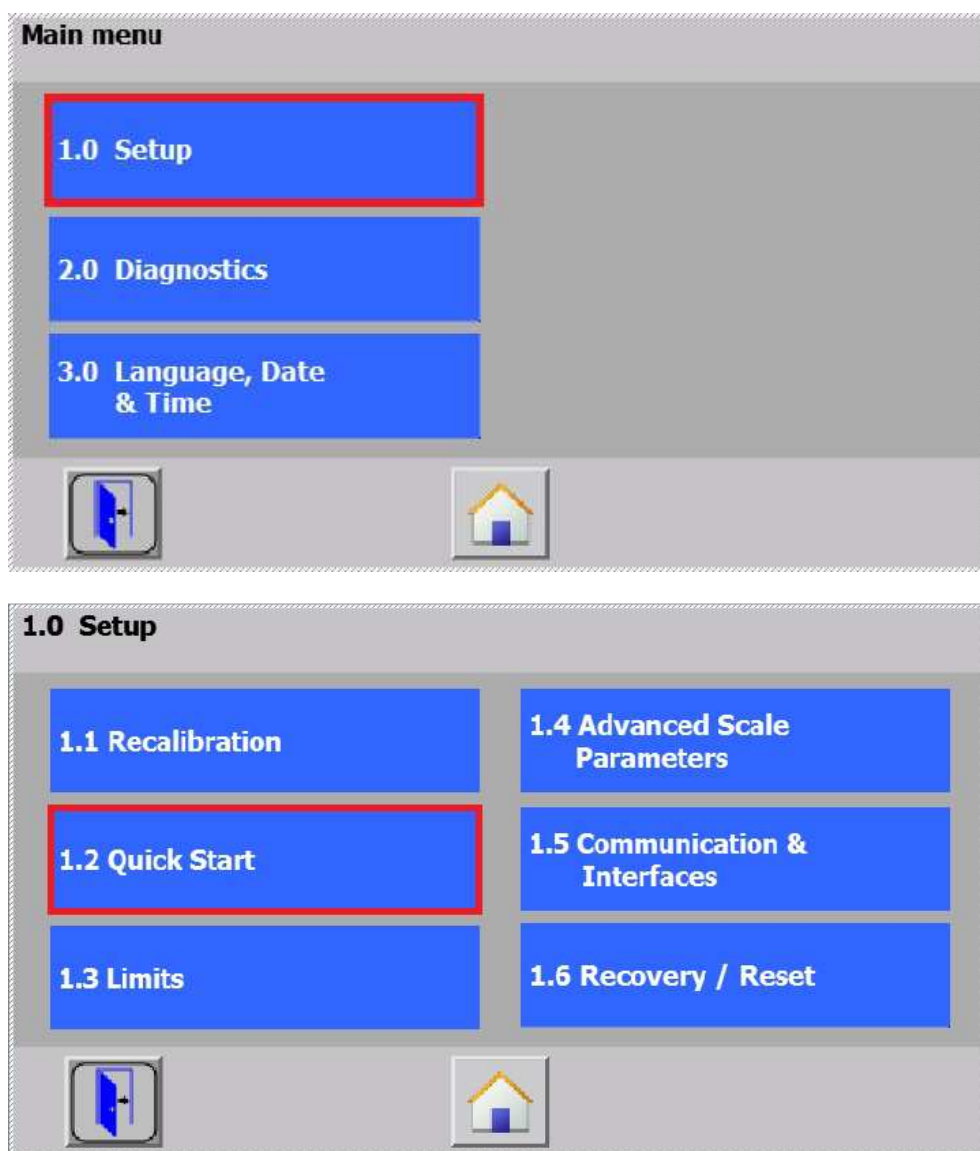 Main menu
1.0 Setup
2.0 Diagnostics
3.0 Language, Date
& Time
1.0 Setup
1.1 Recalibration
1.2 Quick Start
1.3 Limits
1.4 Advanced Scale
Parameters
1.5 Communication &
Interfaces
1.6 Recovery / Reset